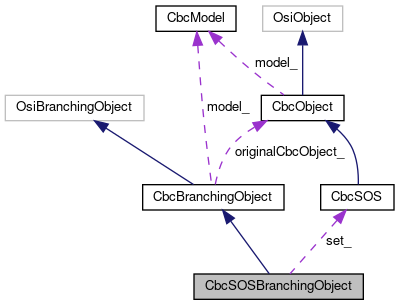 CbcModel
OsiObject
model_
OsiBranchingObject
model_
CbcObject
originalCbcObject_
CbcBranchingObject
CbcSOS
set_
CbcSOSBranchingObject